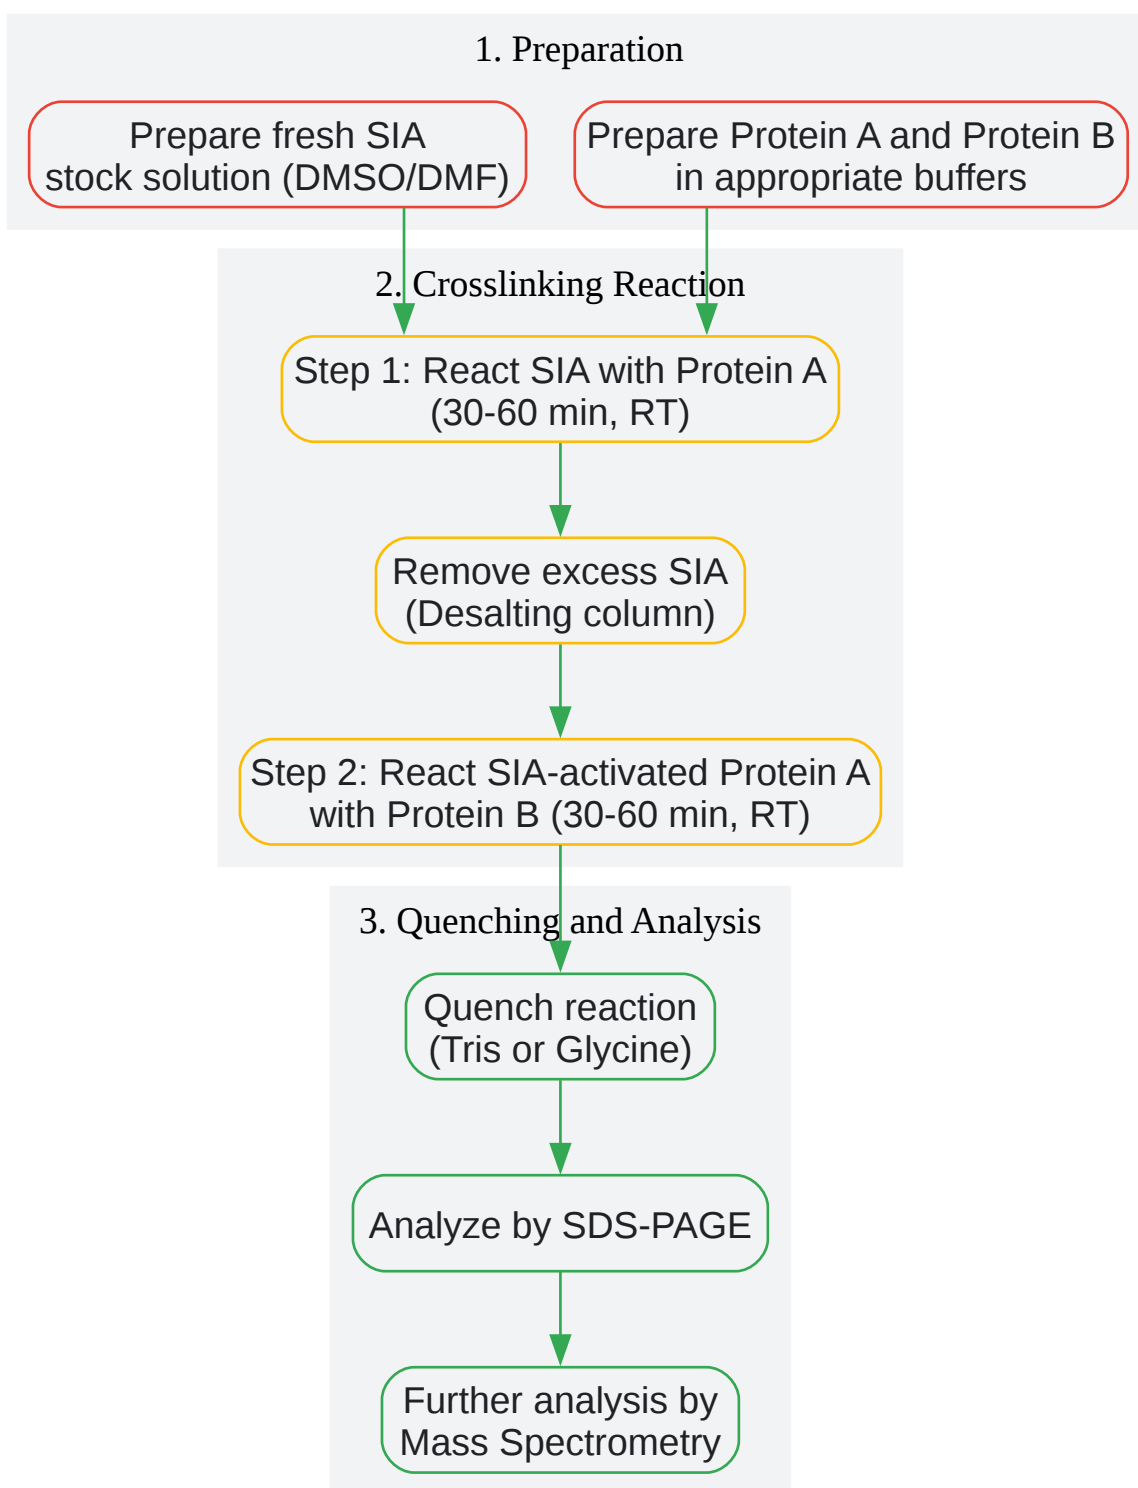 1. Preparation
Prepare fresh SIA
stock solution (DMSO/DMF)
Prepare Protein A and Protein B
in appropriate buffers
2. Crosslinking Reaction
Step 1: React SIA with Protein A
(30-60 min, RT)
Remove excess SIA
(Desalting column)
Step 2: React SIA-activated Protein A
with Protein B (30-60 min, RT)
3. Quenching and Analysis
Quench reaction
(Tris or Glycine)
Analyze by SDS-PAGE
Further analysis by
Mass Spectrometry